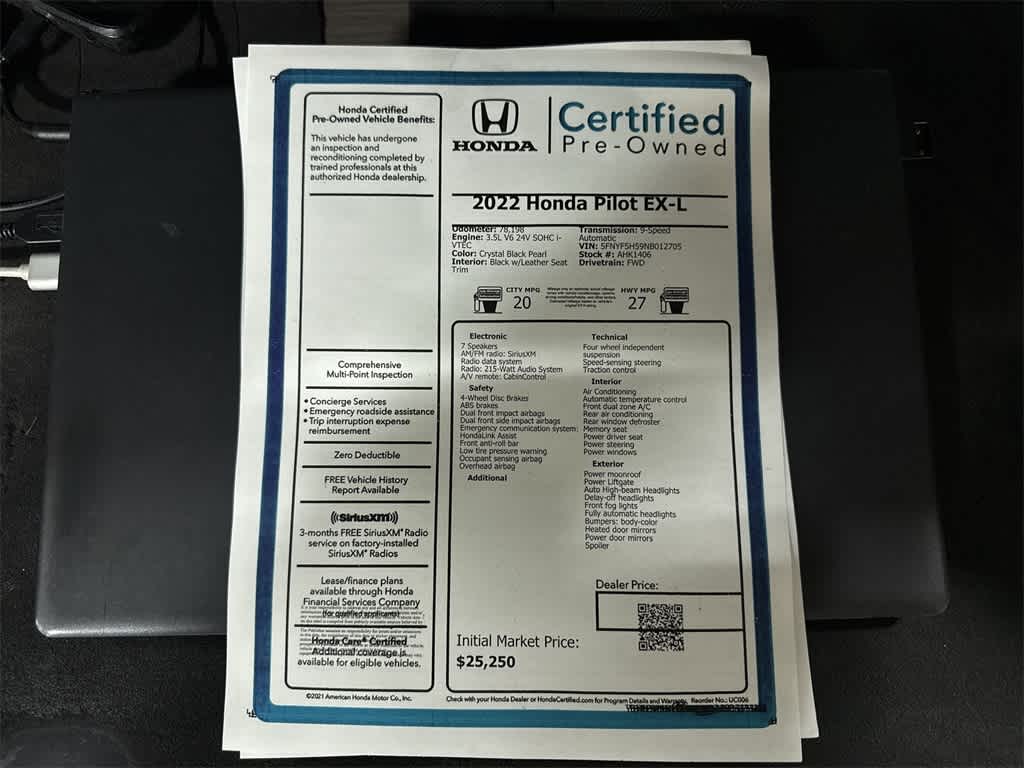 Honda Certified
Pre-Owned Vehicle Benefits:
This vehicle has undergone
an inspection and
reconditioning completed by
trained professionals at this
authorized Honda dealership.
Comprehensive
Multi-Point Inspection
• Concierge Services
• Emergency roadside assistance
• Trip interruption expense
reimbursement
Zero Deductible
FREE Vehicle History
Report Available
((SiriusXM))
3-months FREE SiriusXM® Radio
service on factory-installed
SiriusXM® Radios
Lease/finance plans
available through Honda
Financial Services Company
(for qualified applicants)
Honda Care® Certified
Additional coverage is
available for eligible vehicles.
©2021 American Honda Motor Co., Inc.
HONDA
Certified
Pre-Owned
2022 Honda Pilot EX-L
Odometer: 78,198
Engine: 3.5L V6 24V SOHC i-
VTEC
Color: Crystal Black Pearl
Interior: Black w/Leather Seat
Trim
Transmission: 9-Speed
Automatic
VIN: 5FNYF5H59NB012705
Stock #: AHK1406
Drivetrain: FWD
CITY MPG
20
HWY MPG
27
Electronic
7 Speakers
AM/FM radio: SiriusXM
Radio data system
Radio: 215-Watt Audio System
A/V remote: CabinControl
Safety
4-Wheel Disc Brakes
ABS brakes
Dual front impact airbags
Dual front side impact airbags
Emergency communication system:
HondaLink Assist
Front anti-roll bar
Low tire pressure warning
Occupant sensing airbag
Overhead airbag
Additional
Technical
Four wheel independent
suspension
Speed-sensing steering
Traction control
Interior
Air Conditioning
Automatic temperature control
Front dual zone A/C
Rear air conditioning
Rear window defroster
Memory seat
Power driver seat
Power steering
Power windows
Exterior
Power moonroof
Power Liftgate
Auto High-beam Headlights
Delay-off headlights
Front fog lights
Fully automatic headlights
Bumpers: body-color
Heated door mirrors
Power door mirrors
Spoiler
Dealer Price:
Initial Market Price:
$25,250
Check with your Honda Dealer or HondaCertified.com for Program Details and Warranty. Reorder No.: UC006